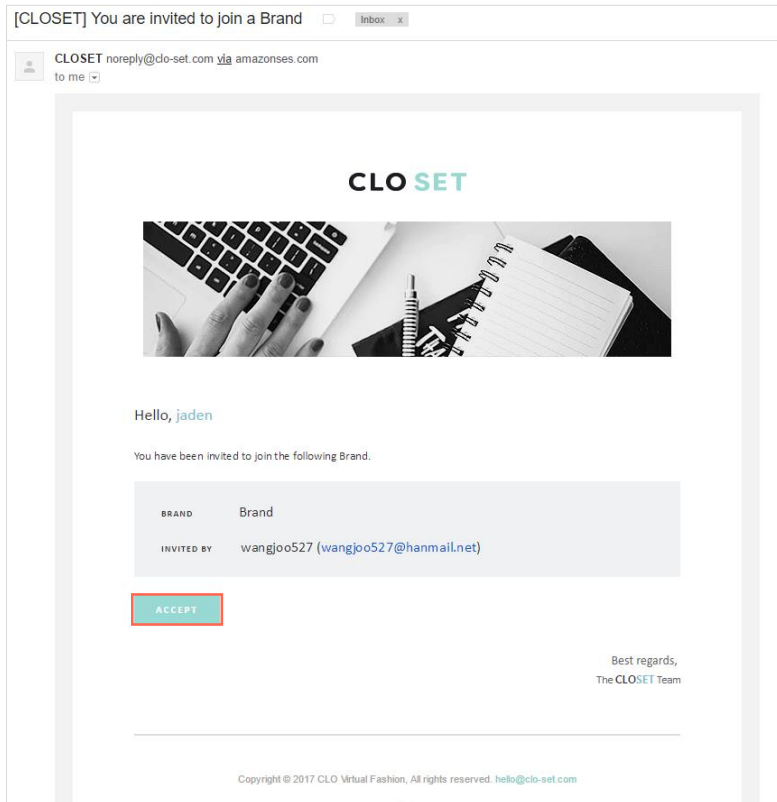 [CLOSET] You are invited to join a Brand Inbox x
CLOSET noreply@clo-set.com via amazonses.com
to me
CLO SET
THA
Hello, jaden
You have been invited to join the following Brand.
BRAND Brand
INVITED BY wangjoo527 (wangjoo527@hanmail.net)
ACCEPT
Best regards,
The CLOSET Team
Copyright © 2017 CLO Virtual Fashion, All rights reserved. hello@clo-set.com